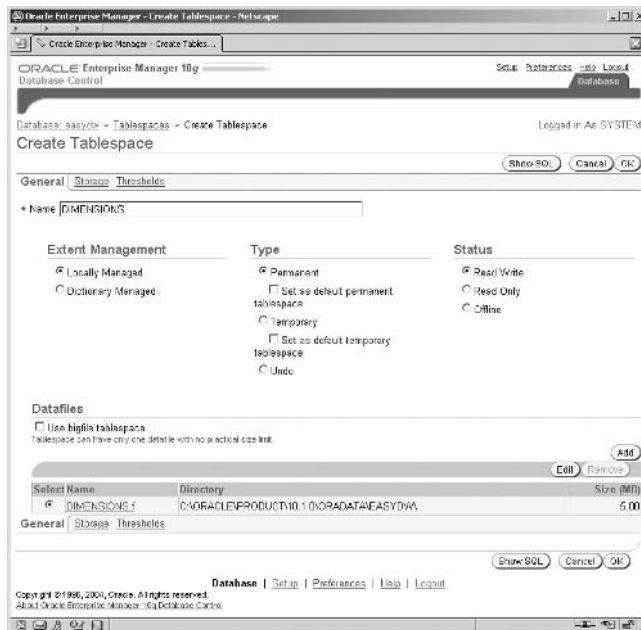 Oracle Enterprise Manager - Create Tablespace - Netscape
Oracle Enterprise Manager - Create Tables...
ORACLE Enterprise Manager 10g
Database Control
Setup Preferences Help Logout
Database
Database: easydw > Tablespaces > Create Tablespace
Logged in As SYSTEM
Create Tablespace
Show SQL Cancel OK
General Storage Thresholds
* Name DIMENSIONS
Extent Management Type Status
Locally Managed Permanent Read Write
Dictionary Managed Set as default permanent tablespace Read Only
Temporary Offline
Set as default temporary tablespace
Undo
Datafiles
Use bigfile tablespace
Tablespace can have only one datafile with no practical size limit.
Add
Edit Remove
Select Name Directory Size (MB)
DIMENSIONS.f C:\ORACLE\PRODUCT\10.1.0\ORADATA\EASYDW\ 5.00
General Storage Thresholds
Show SQL Cancel OK
Database | Setup | Preferences | Help | Logout
Copyright © 1996, 2004, Oracle. All rights reserved.
About Oracle Enterprise Manager 10g Database Control